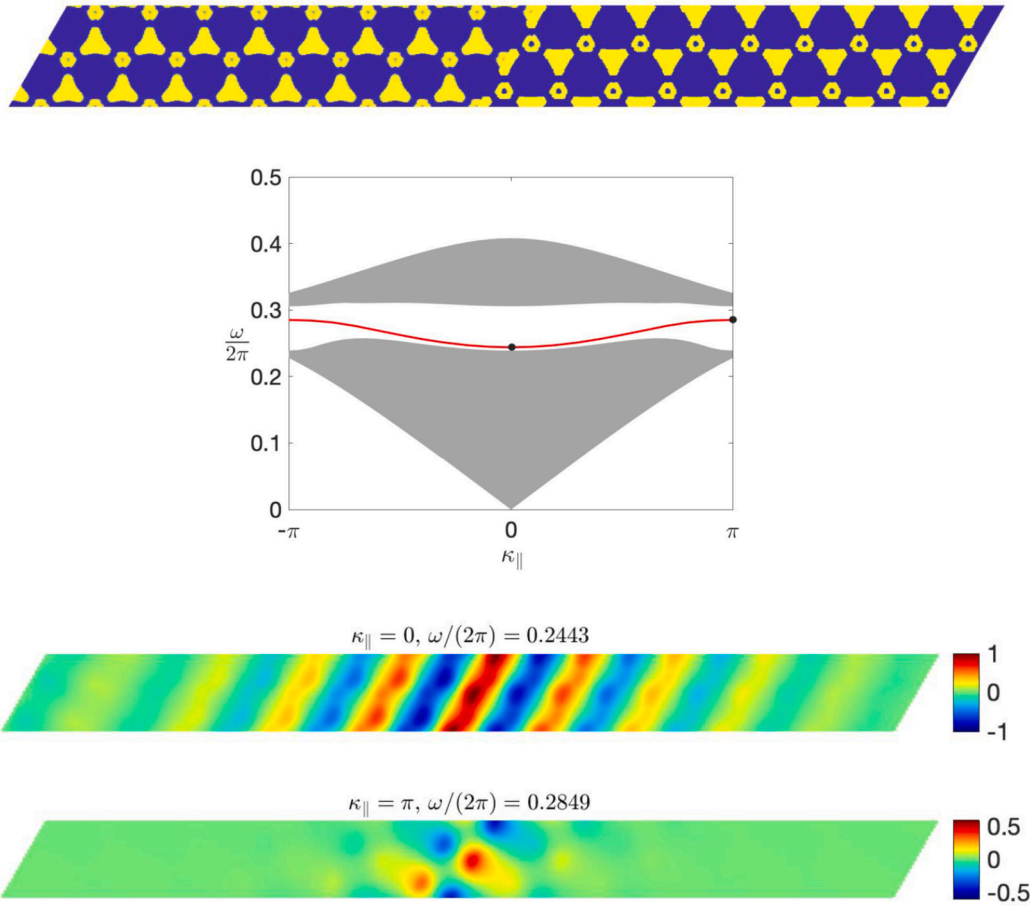 0.5
0.4
0.3
0.2
0.1
0
ω/2π
-π 0 π
κ∥
κ∥ = 0, ω/(2π) = 0.2443
1
0
-1
κ∥ = π, ω/(2π) = 0.2849
0.5
0
-0.5